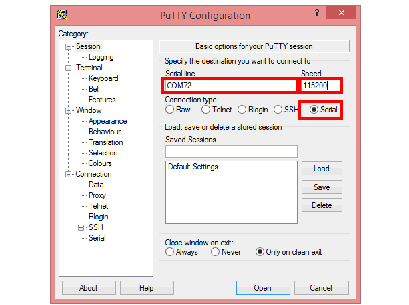 PuTTY Configuration
?
Category:
Session
Logging
Terminal
Keyboard
Bell
Features
Window
Appearance
Behaviour
Translation
Selection
Colours
Connection
Data
Proxy
Telnet
Rlogin
SSH
Serial
Basic options for your PuTTY session
Specify the destination you want to connect to
Serial line
Speed
COM72
115200
Connection type:
Raw
Telnet
Rlogin
SSH
Serial
Load, save or delete a stored session
Saved Sessions
Default Settings
Load
Save
Delete
Close window on exit:
Always
Never
Only on clean exit
About
Help
Open
Cancel